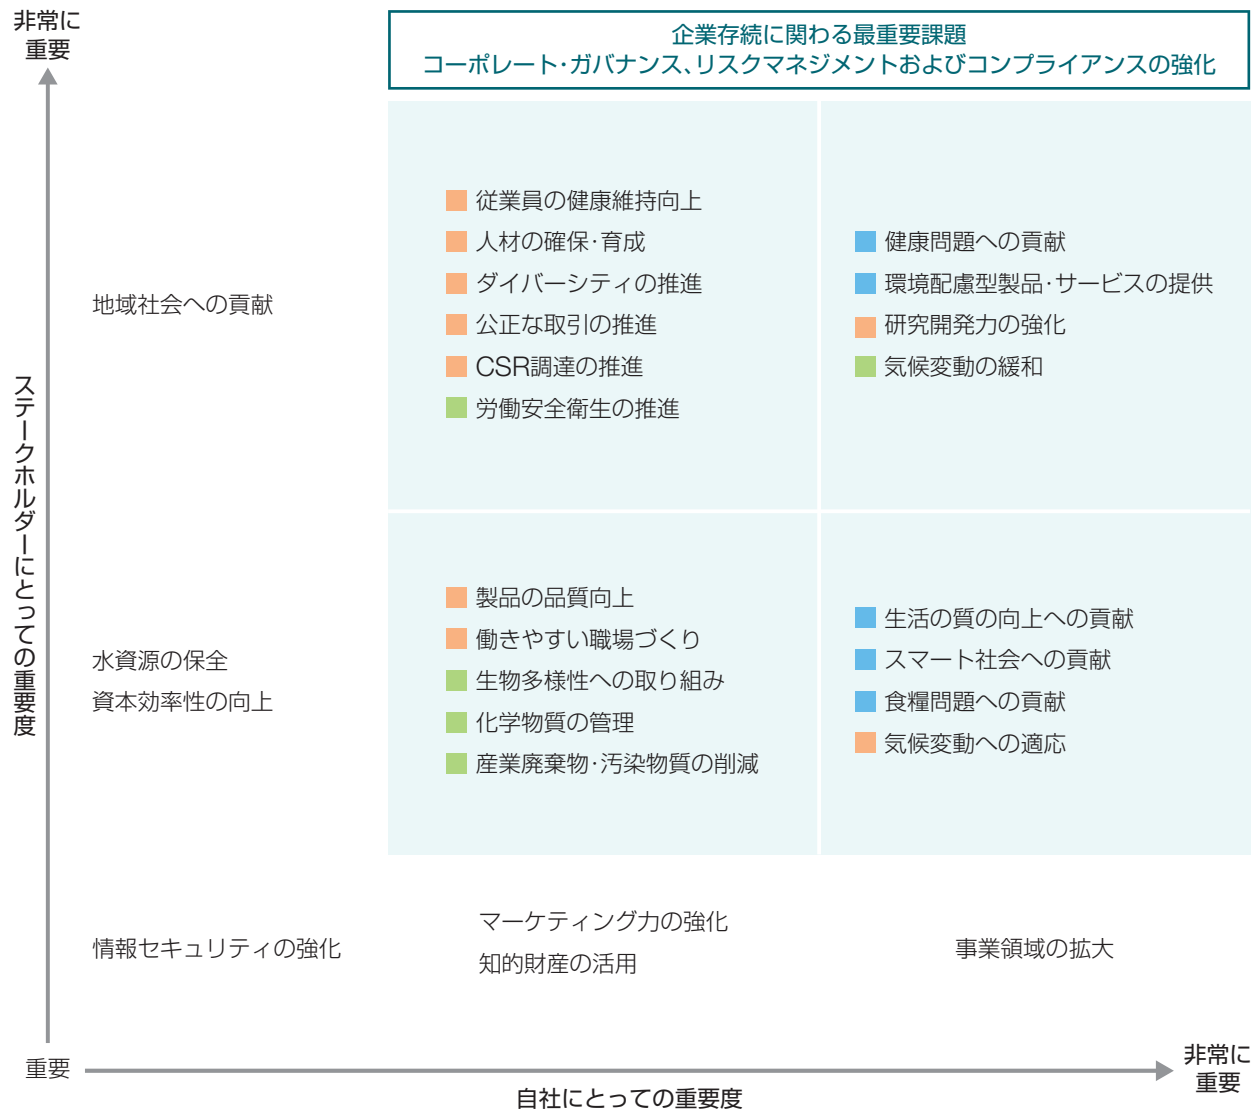 非常に
重要
企業存続に関わる最重要課題
コーポレート・ガバナンス、リスクマネジメントおよびコンプライアンスの強化
ステークホルダーにとっての重要度
地域社会への貢献
従業員の健康維持向上
人材の確保・育成
ダイバーシティの推進
公正な取引の推進
CSR調達の推進
労働安全衛生の推進
健康問題への貢献
環境配慮型製品・サービスの提供
研究開発力の強化
気候変動の緩和
水資源の保全
資本効率性の向上
製品の品質向上
働きやすい職場づくり
生物多様性への取り組み
化学物質の管理
産業廃棄物・汚染物質の削減
生活の質の向上への貢献
スマート社会への貢献
食糧問題への貢献
気候変動への適応
情報セキュリティの強化
マーケティング力の強化
知的財産の活用
事業領域の拡大
重要
自社にとっての重要度
非常に
重要